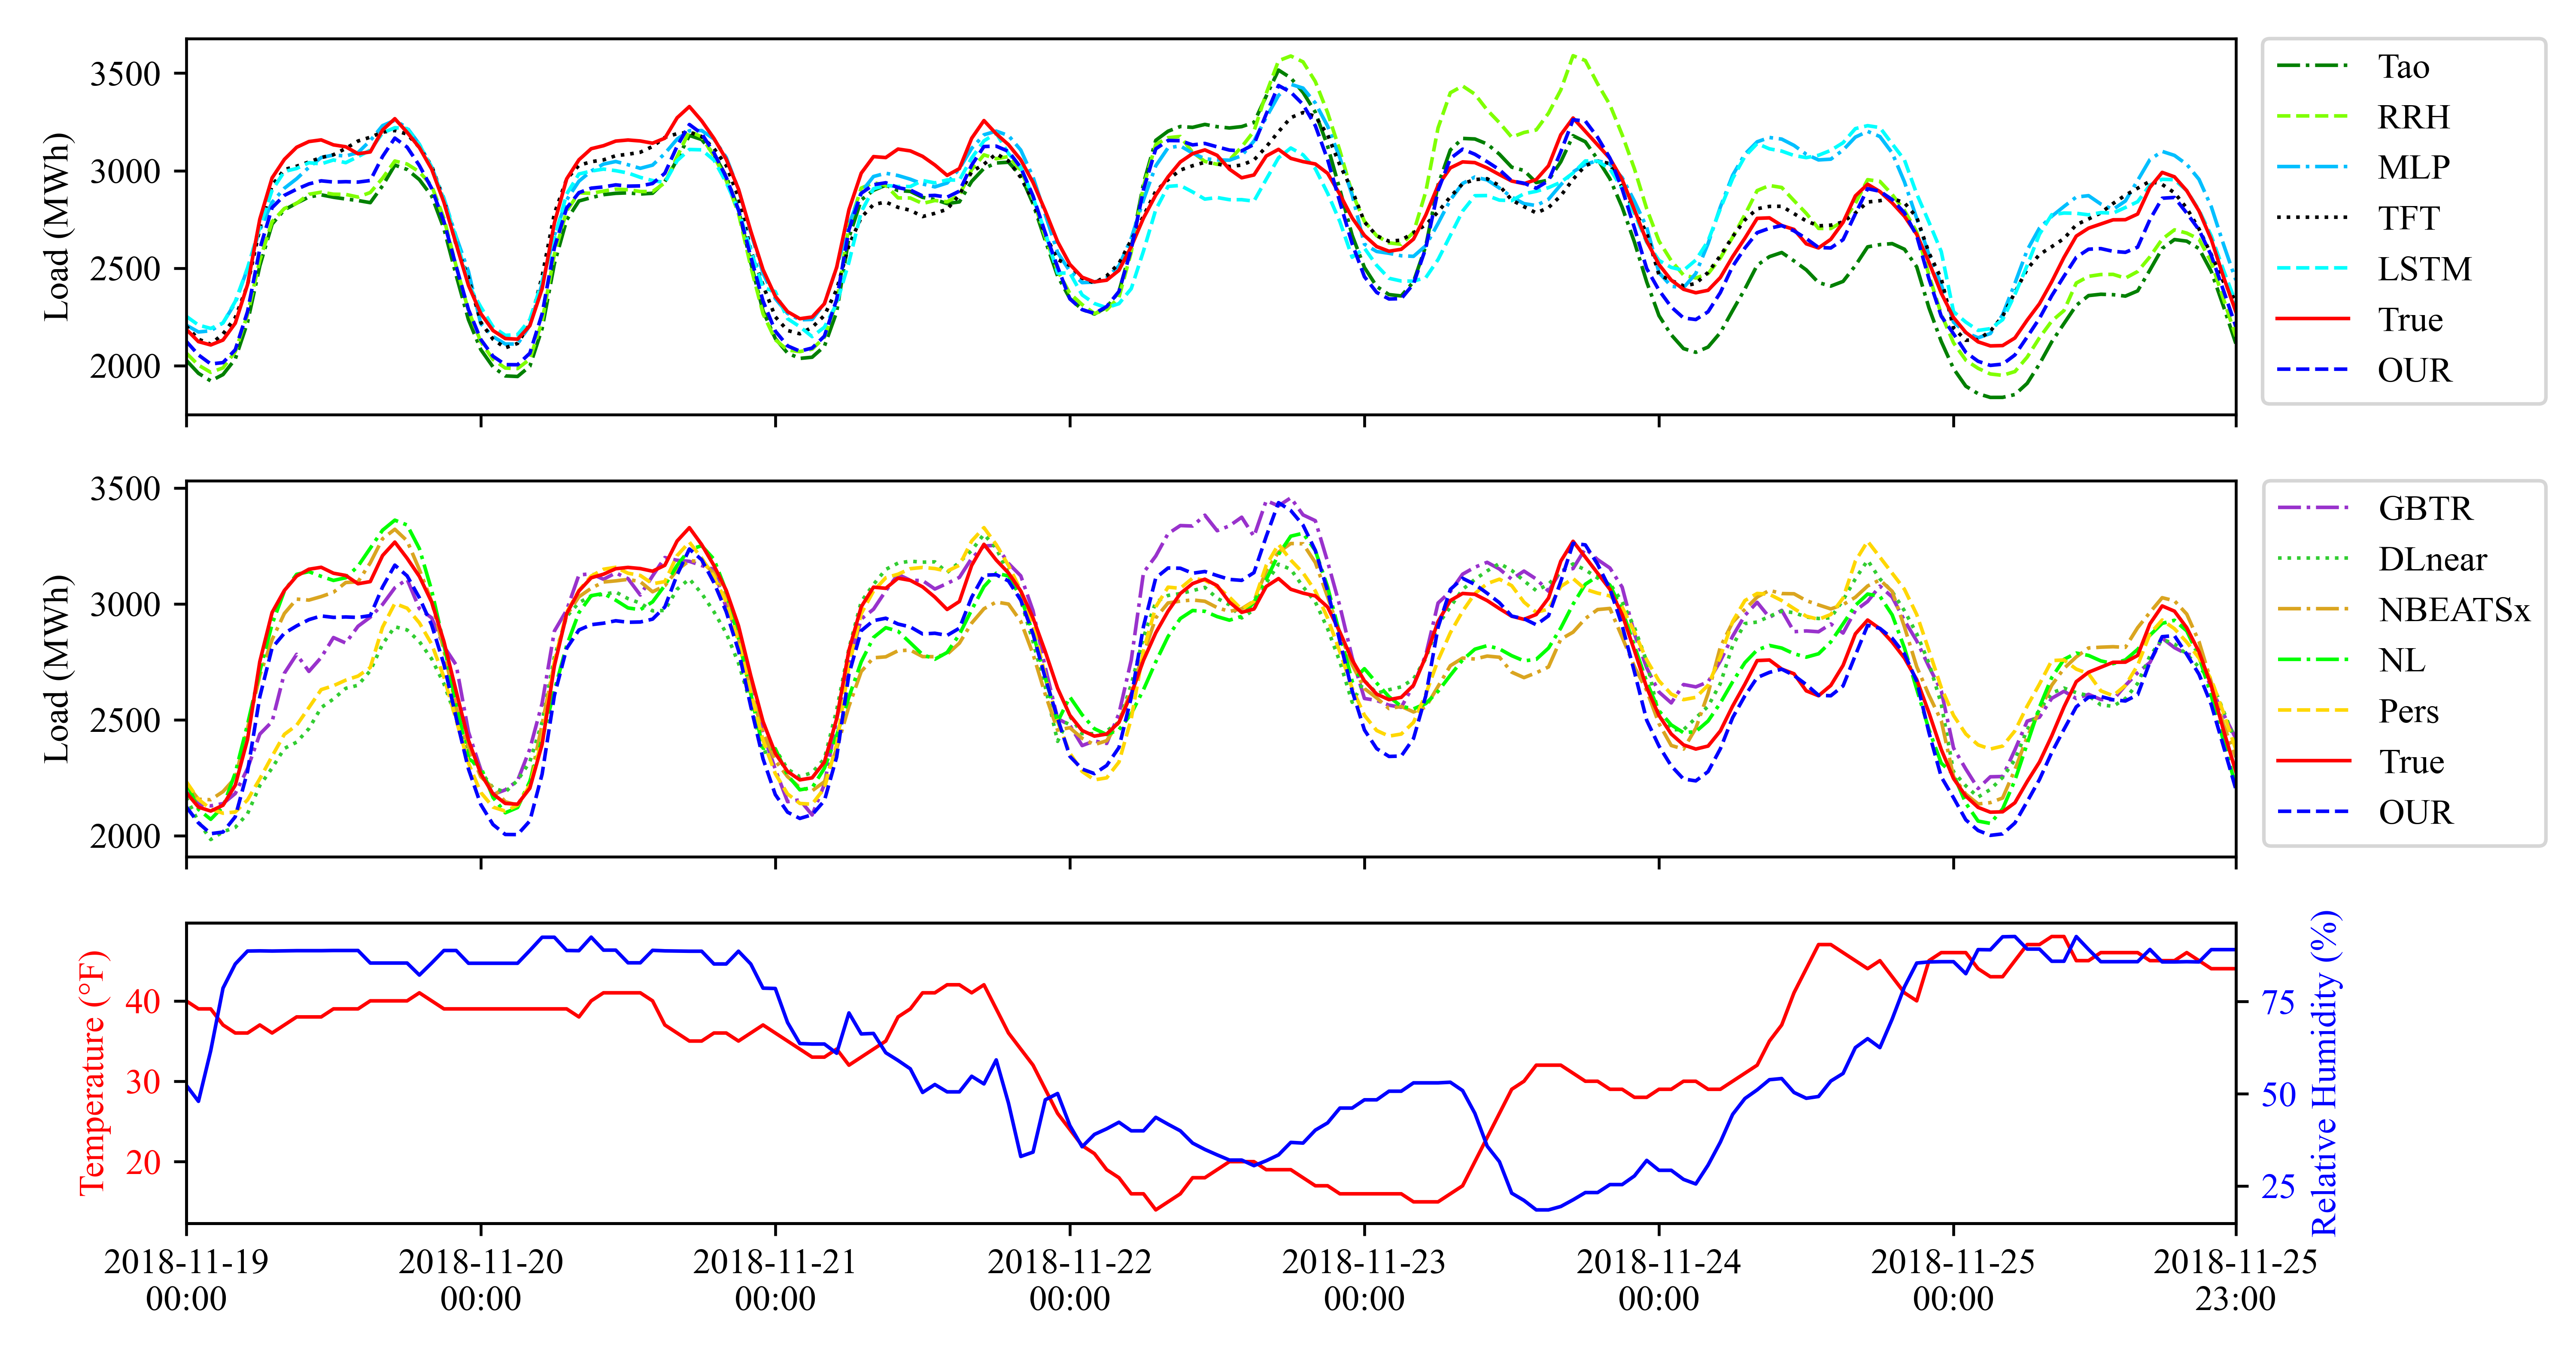 Load (MWh)
3500
3000
2500
2000
Tao
RRH
MLP
TFT
LSTM
True
OUR
Load (MWh)
3500
3000
2500
2000
GBTR
DLnear
NBEATSx
NL
Pers
True
OUR
Temperature (°F)
40
30
20
75
50
25
Relative Humidity (%)
2018-11-19
00:00
2018-11-20
00:00
2018-11-21
00:00
2018-11-22
00:00
2018-11-23
00:00
2018-11-24
00:00
2018-11-25
00:00
2018-11-25
23:00